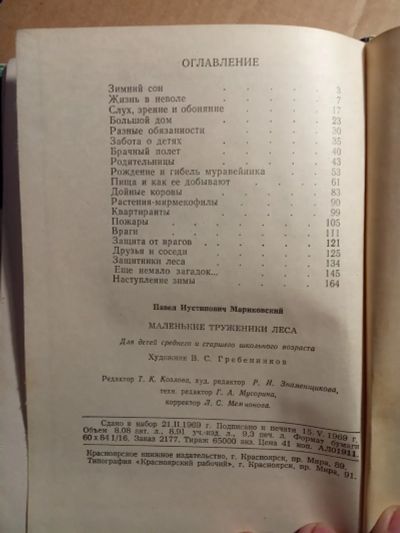 ОГЛАВЛЕНИЕ
Зимний сон . . . . . . 3
Жизнь в неволе . . . . . . 7
Слух, зрение и обоняние . . . . 17
Большой дом . . . . . . 23
Разные обязанности . . . . . 30
Забота о детях . . . . . . 35
Брачный полет . . . . . . 40
Родительницы . . . . . . 43
Рождение и гибель муравейника . . . 53
Пища и как ее добывают . . . . 61
Дойные коровы . . . . . . 83
Растения-мирмекофилы . . . . 90
Квартиранты . . . . . . 99
Пожары . . . . . . 105
Враги . . . . . . 111
Защита от врагов . . . . . 121
Друзья и соседи . . . . . 125
Защитники леса . . . . . 134
Еще немало загадок... . . . . 145
Наступление зимы . . . . . 164
Павел Иустинович Мариковский
МАЛЕНЬКИЕ ТРУЖЕНИКИ ЛЕСА
Для детей среднего и старшего школьного возраста
Художник В. С. Гребенников
Редактор Т. К. Козлова, худ. редактор Р. И. Знаменщикова,
техн. редактор Г. А. Мусорина,
корректор Л. С. Мемнонова.
Сдано в набор 21.II.1969 г. Подписано к печати 15.V.1969 г.
Объем 8.08 авт. л., 8,91 уч.-изд. л., 9,3 печ. л. Формат бумаги
60х84 1/16. Заказ 2177. Тираж 65000 экз. Цена 41 коп. АЛ01911.
Красноярское книжное издательство, г. Красноярск, пр. Мира, 89.
Типография «Красноярский рабочий», г. Красноярск, пр. Мира, 91.